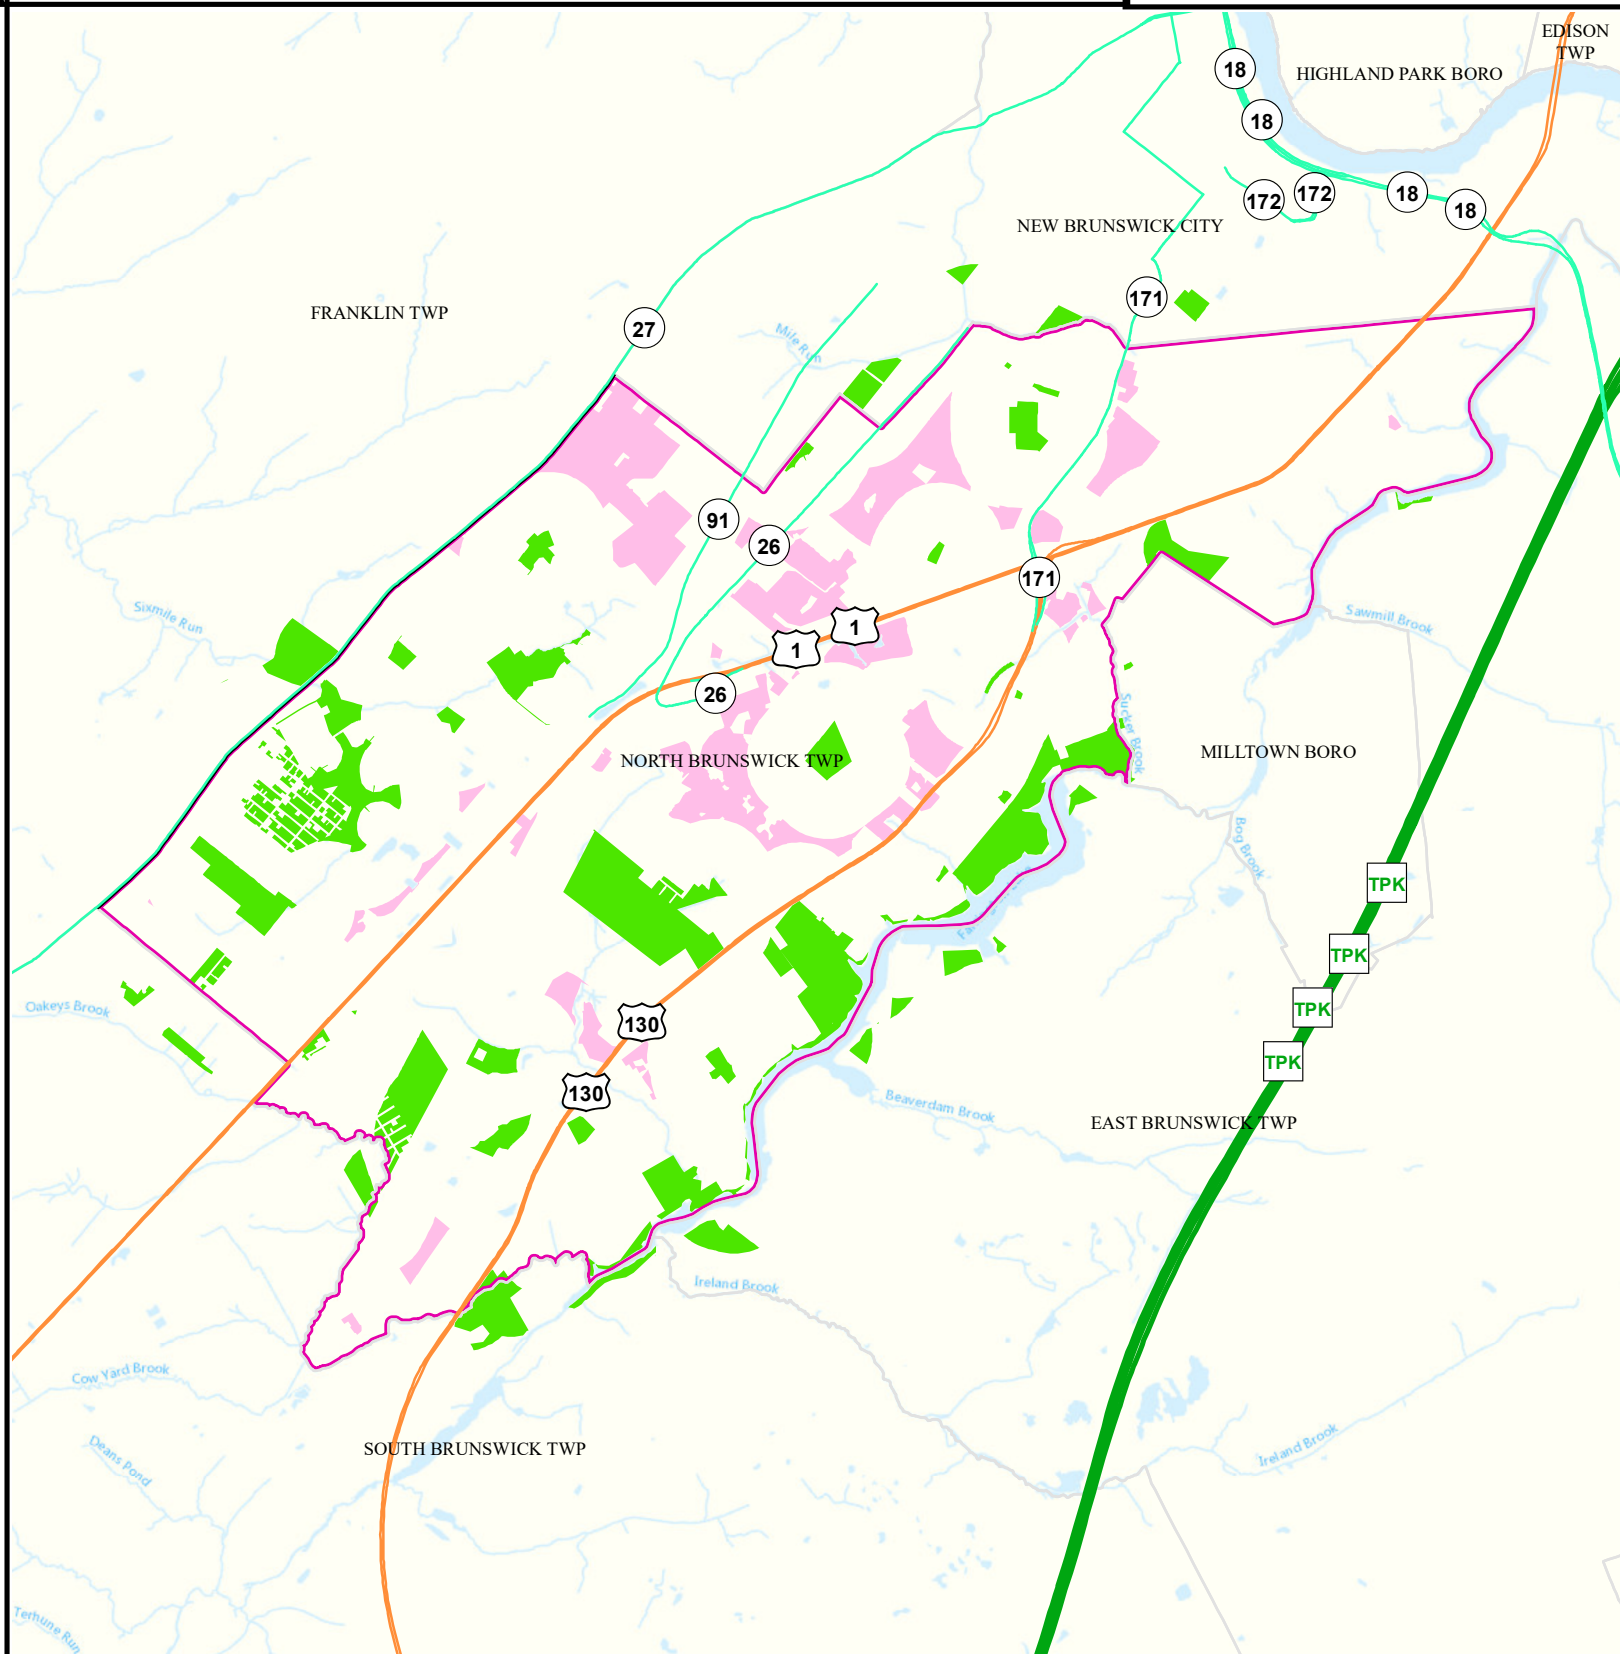 EDISON
TWP
HIGHLAND PARK BORO
18
18
172
172
18
18
NEW BRUNSWICK CITY
171
FRANKLIN TWP
27
Mile Run
91
26
171
Sixmile Run
1
1
Sawmill Brook
26
Sucker Brook
NORTH BRUNSWICK TWP
MILLTOWN BORO
Bog Brook
TPK
TPK
Oakeys Brook
130
TPK
TPK
130
Beaverdam Brook
EAST BRUNSWICK TWP
Ireland Brook
Cow Yard Brook
SOUTH BRUNSWICK TWP
Deans Pond
Ireland Brook
Terhune Run